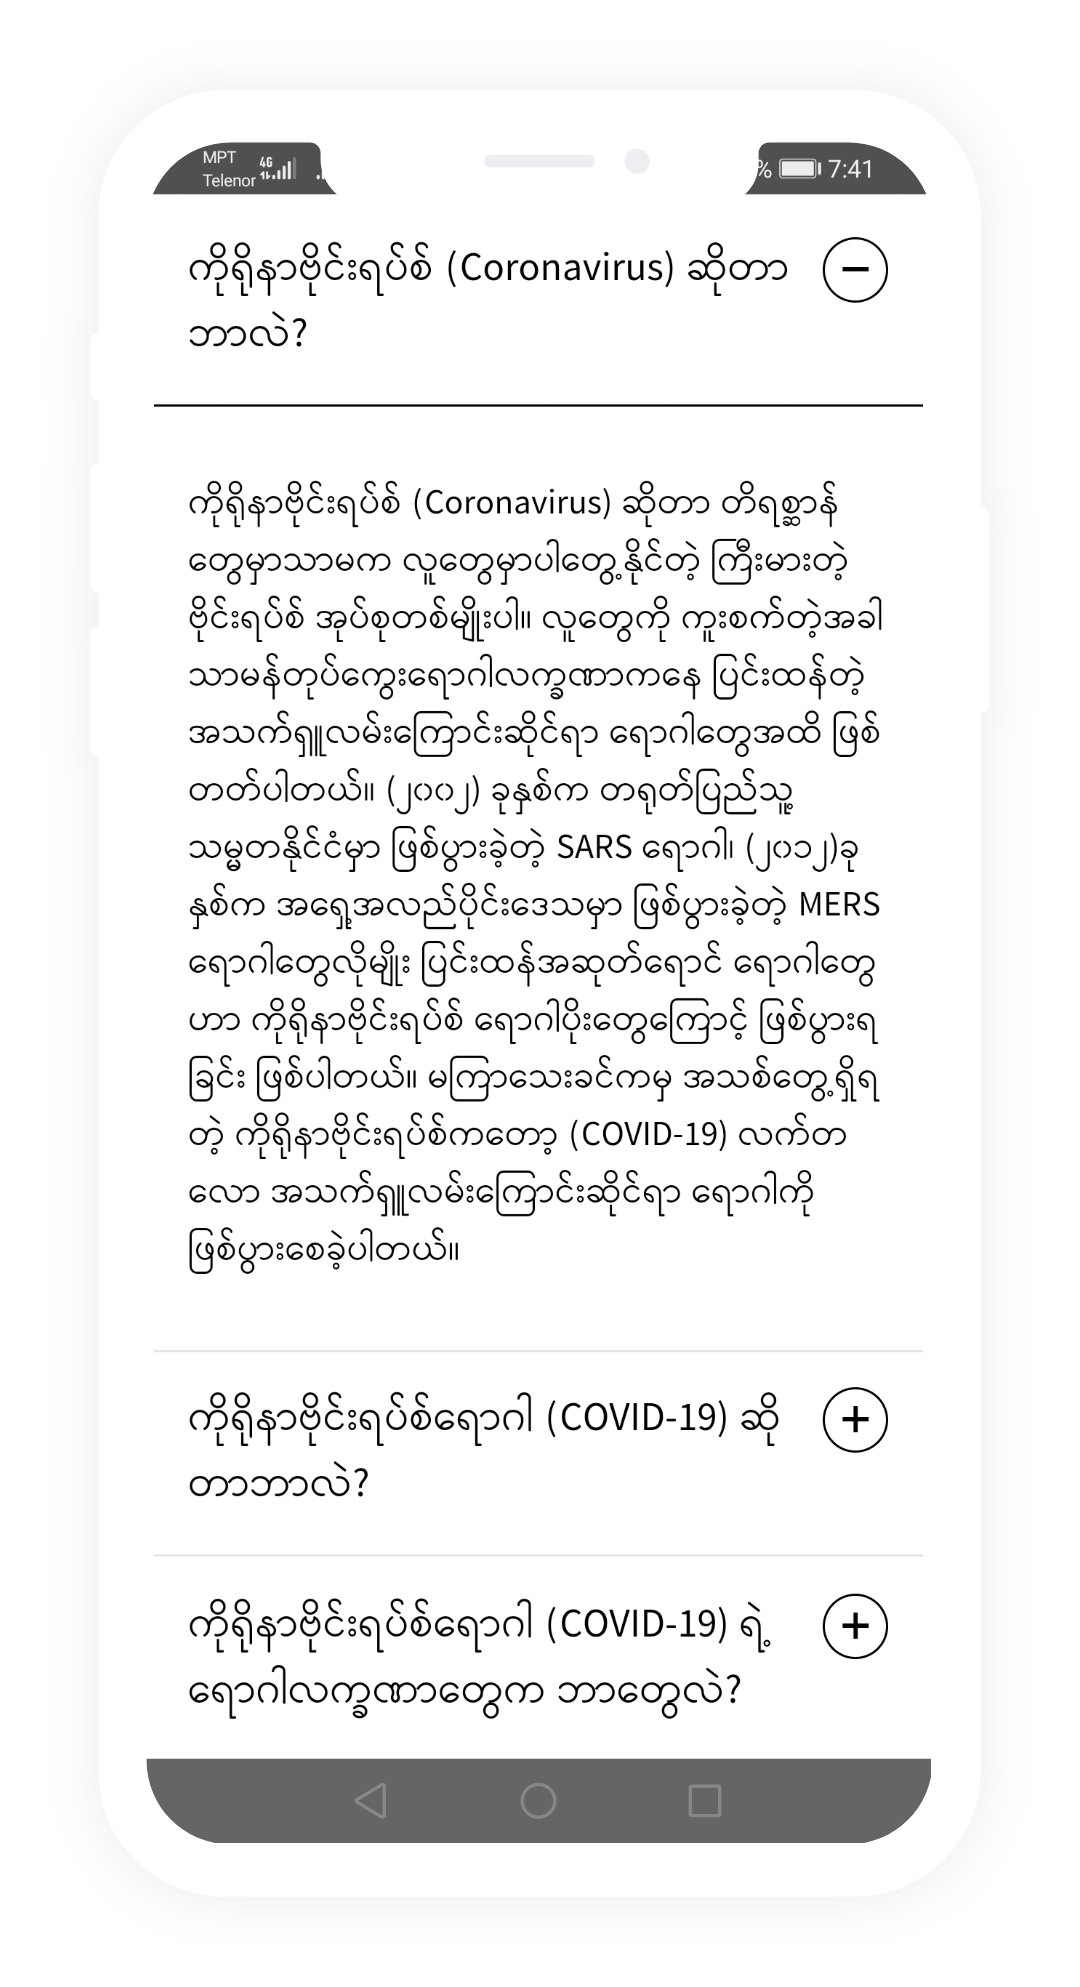 MPT
4G
Telenor
% 7:41
ကိုရိုနာဗိုင်းရပ်စ် (Coronavirus) ဆိုတာ
ဘာလဲ?
ကိုရိုနာဗိုင်းရပ်စ် (Coronavirus) ဆိုတာ တိရစ္ဆာန်
တွေမှာသာမက လူတွေမှာပါတွေ့နိုင်တဲ့ ကြီးမားတဲ့
ဗိုင်းရပ်စ် အုပ်စုတစ်မျိုးပါ။ လူတွေကို ကူးစက်တဲ့အခါ
သာမန်တုပ်ကွေးရောဂါလက္ခဏာကနေ ပြင်းထန်တဲ့
အသက်ရှူလမ်းကြောင်းဆိုင်ရာ ရောဂါတွေအထိ ဖြစ်
တတ်ပါတယ်။ (၂၀၀၂) ခုနှစ်က တရုတ်ပြည်သူ့
သမ္မတနိုင်ငံမှာ ဖြစ်ပွားခဲ့တဲ့ SARS ရောဂါ၊ (၂၀၁၂)ခု
နှစ်က အရှေ့အလည်ပိုင်းဒေသမှာ ဖြစ်ပွားခဲ့တဲ့ MERS
ရောဂါတွေလိုမျိုး ပြင်းထန်အဆုတ်ရောင် ရောဂါတွေ
ဟာ ကိုရိုနာဗိုင်းရပ်စ် ရောဂါပိုးတွေကြောင့် ဖြစ်ပွားရ
ခြင်း ဖြစ်ပါတယ်။ မကြာသေးခင်ကမှ အသစ်တွေ့ရှိရ
တဲ့ ကိုရိုနာဗိုင်းရပ်စ်ကတော့ (COVID-19) လက်တ
လော အသက်ရှူလမ်းကြောင်းဆိုင်ရာ ရောဂါကို
ဖြစ်ပွားစေခဲ့ပါတယ်။
ကိုရိုနာဗိုင်းရပ်စ်ရောဂါ (COVID-19) ဆို
တာဘာလဲ?
ကိုရိုနာဗိုင်းရပ်စ်ရောဂါ (COVID-19) ရဲ့
ရောဂါလက္ခဏာတွေက ဘာတွေလဲ?